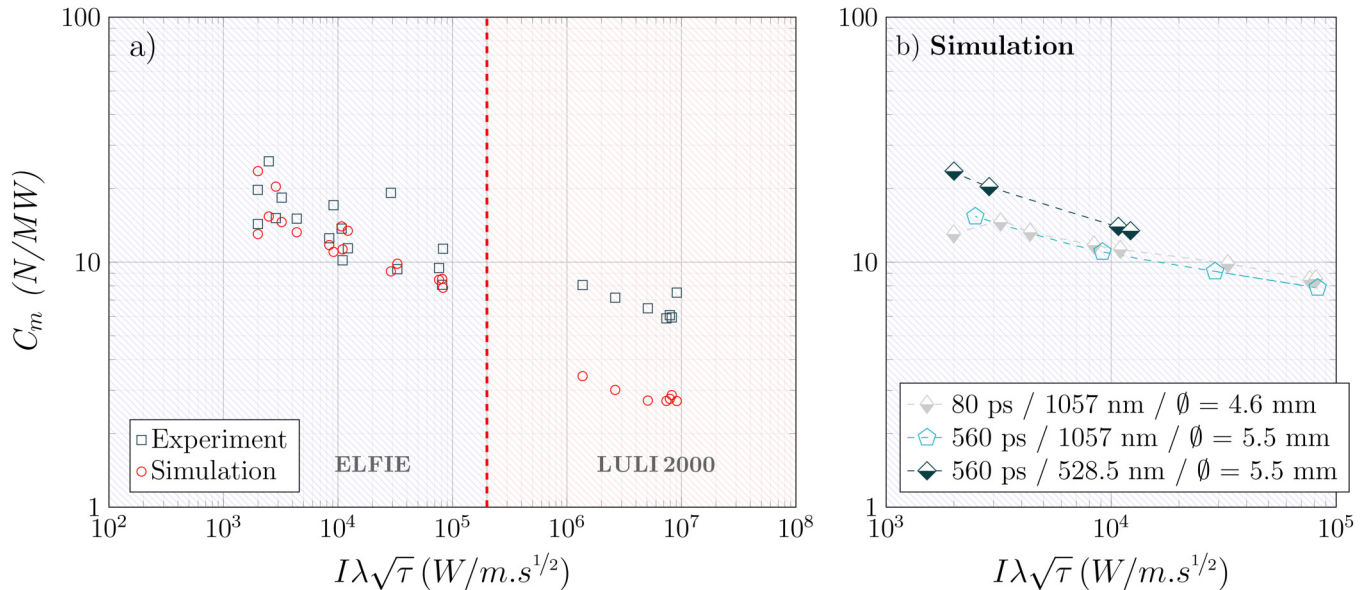 a)
C_m (N/MW)
100
10
1
Experiment
Simulation
ELFIE
LULI 2000
10^2
10^3
10^4
10^5
10^6
10^7
10^8
Iλ√τ (W/m.s^{1/2})
b) Simulation
100
10
1
80 ps / 1057 nm / ∅ = 4.6 mm
560 ps / 1057 nm / ∅ = 5.5 mm
560 ps / 528.5 nm / ∅ = 5.5 mm
10^3
10^4
10^5
Iλ√τ (W/m.s^{1/2})